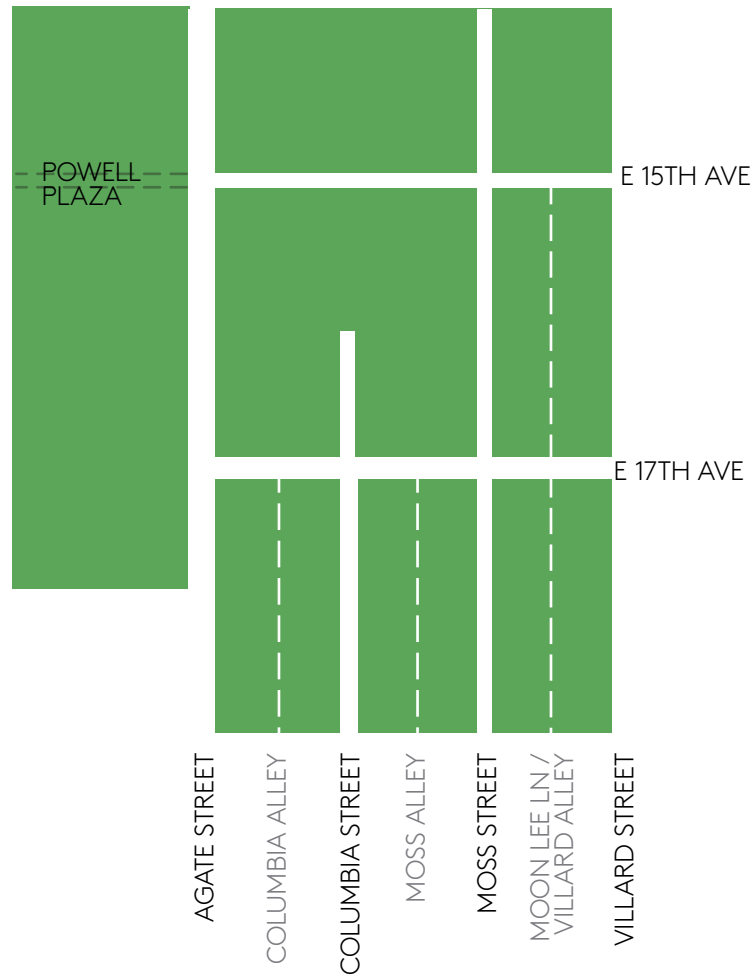 POWELL
PLAZA
E 15TH AVE
E 17TH AVE
AGATE STREET
COLUMBIA ALLEY
COLUMBIA STREET
MOSS ALLEY
MOSS STREET
MOON LEE LN /
VILLARD ALLEY
VILLARD STREET